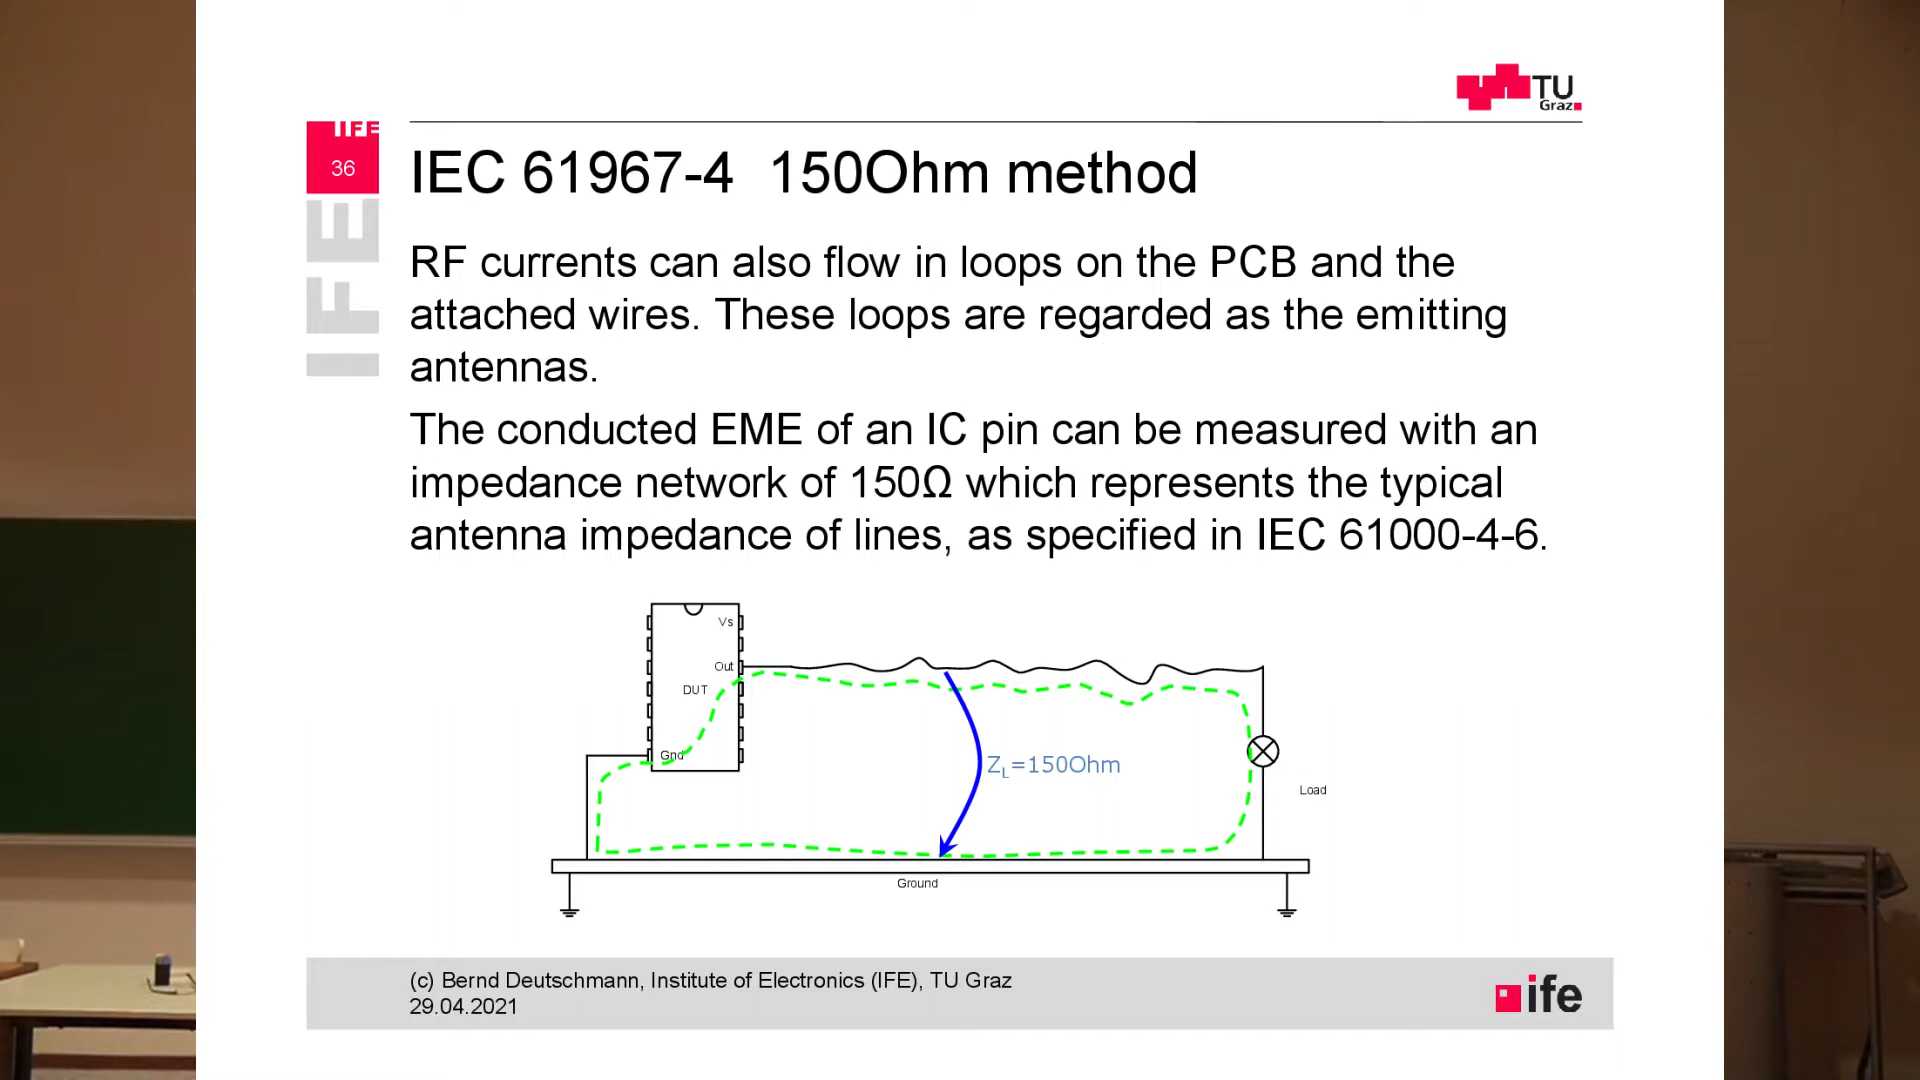 TU
Graz
IFE
36
IFE
IEC 61967-4 150Ohm method
RF currents can also flow in loops on the PCB and the
attached wires. These loops are regarded as the emitting
antennas.
The conducted EME of an IC pin can be measured with an
impedance network of 150Ω which represents the typical
antenna impedance of lines, as specified in IEC 61000-4-6.
Vs
Out
DUT
Gnd
ZL=150Ohm
Load
Ground
(c) Bernd Deutschmann, Institute of Electronics (IFE), TU Graz
29.04.2021
ife